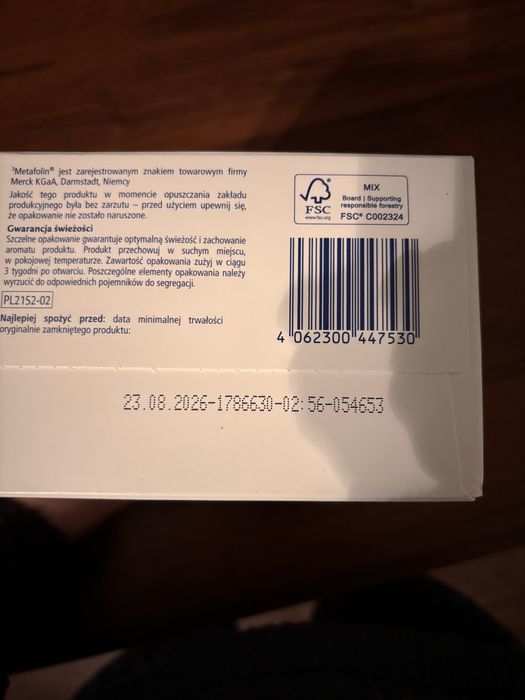 ³Metafolin® jest zarejestrowanym znakiem towarowym firmy
Merck KGaA, Darmstadt, Niemcy
Jakość tego produktu w momencie opuszczania zakładu
produkcyjnego była bez zarzutu – przed użyciem upewnij się,
że opakowanie nie zostało naruszone.
Gwarancja świeżości
Szczelne opakowanie gwarantuje optymalną świeżość i zachowanie
aromatu produktu. Produkt przechowuj w suchym miejscu,
w pokojowej temperaturze. Zawartość opakowania zużyj w ciągu
3 tygodni po otwarciu. Poszczególne elementy opakowania należy
wyrzucić do odpowiednich pojemników do segregacji.
PL2152-02
Najlepiej spożyć przed: data minimalnej trwałości
oryginalnie zamkniętego produktu:
FSC
www.fsc.org
MIX
Board | Supporting
responsible forestry
FSC® C002324
4 062300 447530
23.08.2026-1786630-02:56-054653